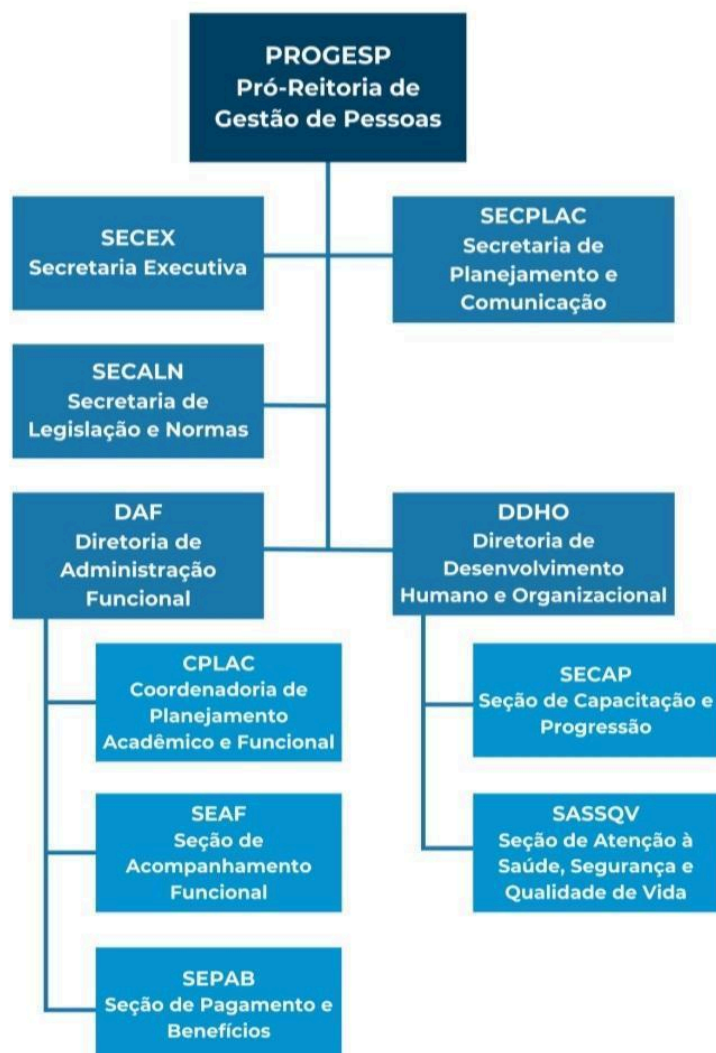 PROGESP
Pró-Reitoria de
Gestão de Pessoas
SECEX
Secretaria Executiva
SECPLAC
Secretaria de
Planejamento e
Comunicação
SECALN
Secretaria de
Legislação e Normas
DAF
Diretoria de
Administração
Funcional
DDHO
Diretoria de
Desenvolvimento
Humano e Organizacional
CPLAC
Coordenadoria de
Planejamento
Acadêmico e Funcional
SECAP
Seção de Capacitação e
Progressão
SEAF
Seção de
Acompanhamento
Funcional
SASSQV
Seção de Atenção à
Saúde, Segurança e
Qualidade de Vida
SEPAB
Seção de Pagamento e
Benefícios